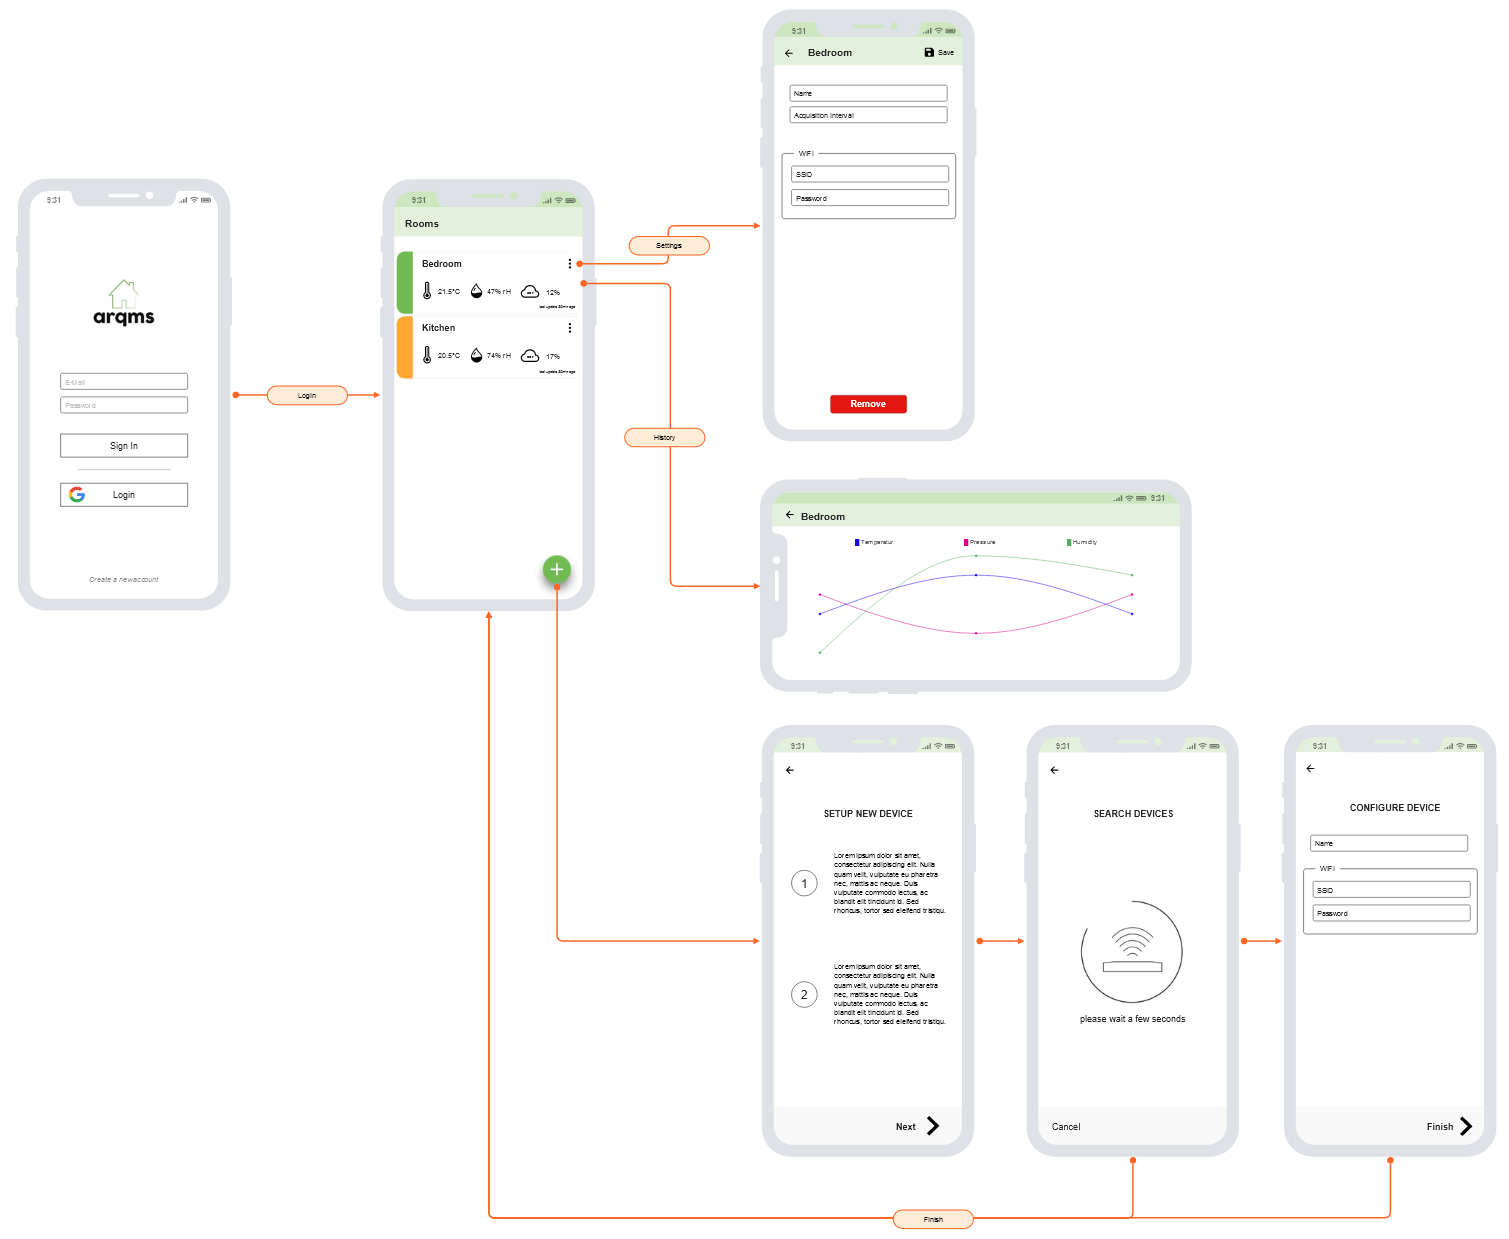 9:31
arqms
E-Mail
Password
Sign In
Login
Create a new account
Login
9:31
Rooms
Bedroom
21.5°C
47% rH
12%
last update 30min ago
Kitchen
20.5°C
74% rH
17%
last update 30min ago
Settings
History
9:31
Bedroom
Save
Name
Acquisition Interval
WIFI
SSID
Password
Remove
9:31
Bedroom
Temperatur
Pressure
Humidity
9:31
SETUP NEW DEVICE
1
Lorem ipsum dolor sit amet,
consectetur adipiscing elit. Nulla
quam velit, vulputate eu pharetra
nec, mattis ac neque. Duis
vulputate commodo lectus, ac
blandit elit tincidunt id. Sed
rhoncus, tortor sed eleifend tristiqu.
2
Lorem ipsum dolor sit amet,
consectetur adipiscing elit. Nulla
quam velit, vulputate eu pharetra
nec, mattis ac neque. Duis
vulputate commodo lectus, ac
blandit elit tincidunt id. Sed
rhoncus, tortor sed eleifend tristiqu.
Next
9:31
SEARCH DEVICES
please wait a few seconds
Cancel
9:31
CONFIGURE DEVICE
Name
WIFI
SSID
Password
Finish
Finish